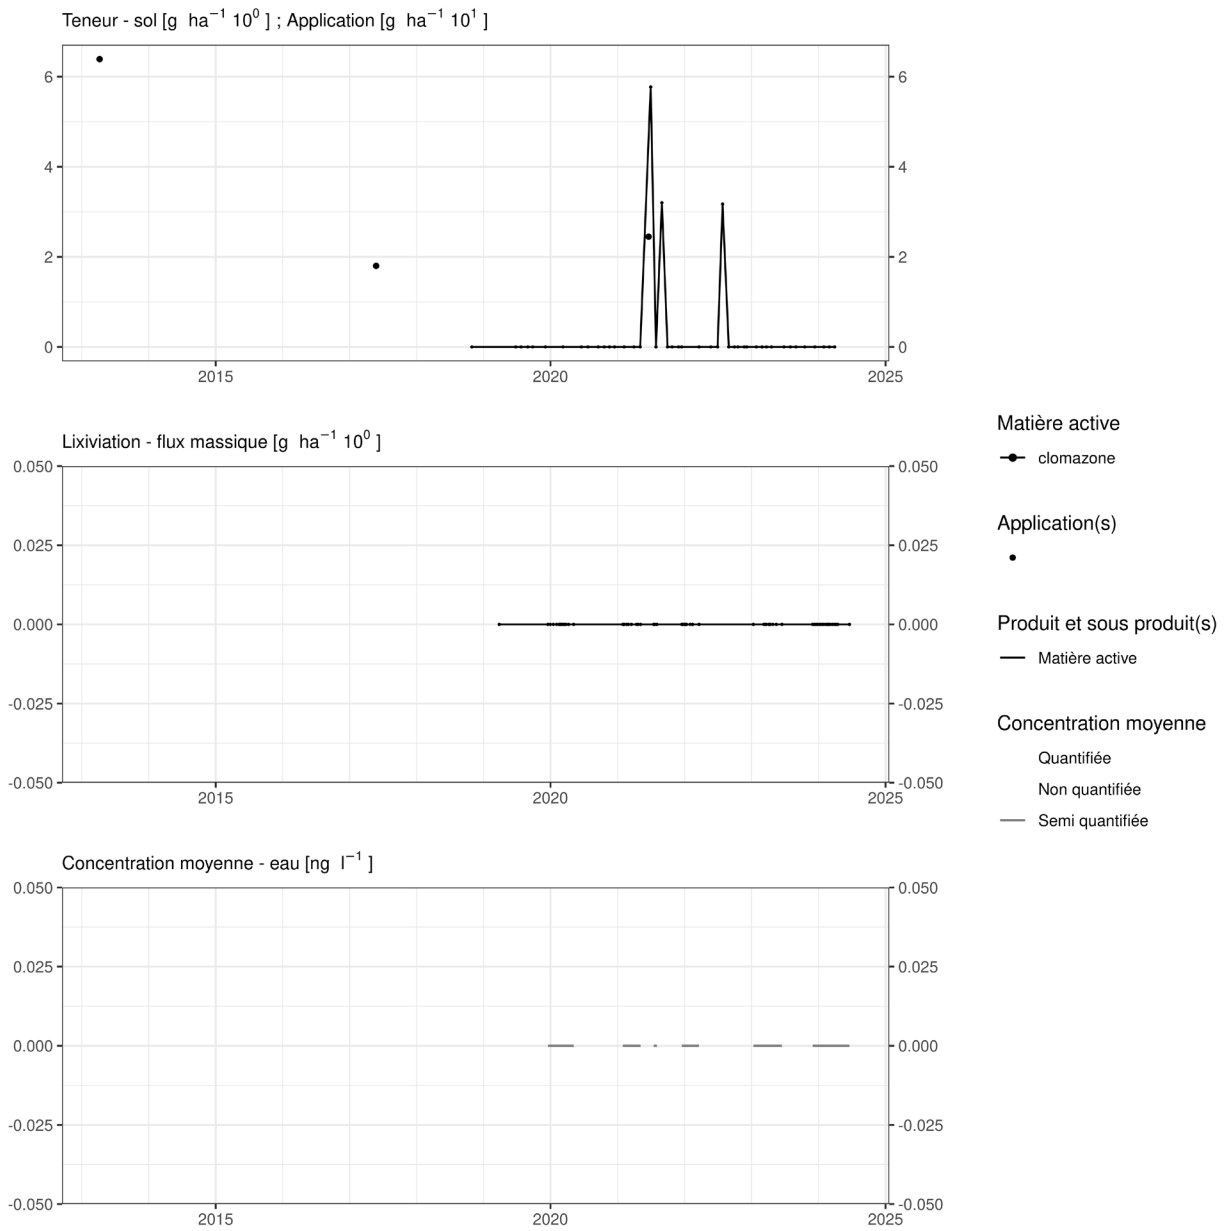 Teneur - sol [g ha⁻¹ 10⁰ ] ; Application [g ha⁻¹ 10¹ ]
6 6
4 4
2 2
0 0
2015 2020 2025
Lixiviation - flux massique [g ha⁻¹ 10⁰ ]
0.050 0.050
0.025 0.025
0.000 0.000
-0.025 -0.025
-0.050 -0.050
2015 2020 2025
Concentration moyenne - eau [ng l⁻¹ ]
0.050 0.050
0.025 0.025
0.000 0.000
-0.025 -0.025
-0.050 -0.050
2015 2020 2025
Matière active
clomazone
Application(s)
Produit et sous produit(s)
Matière active
Concentration moyenne
Quantifiée
Non quantifiée
Semi quantifiée